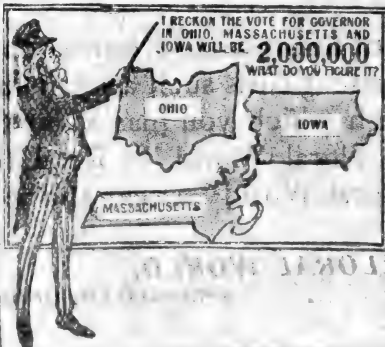 I RECKON THE VOTE FOR GOVERNOR
IN OHIO, MASSACHUSETTS AND
IOWA WILL BE 2,000,000
WHAT DO YOU FIGURE IT?
OHIO
IOWA
MASSACHUSETTS